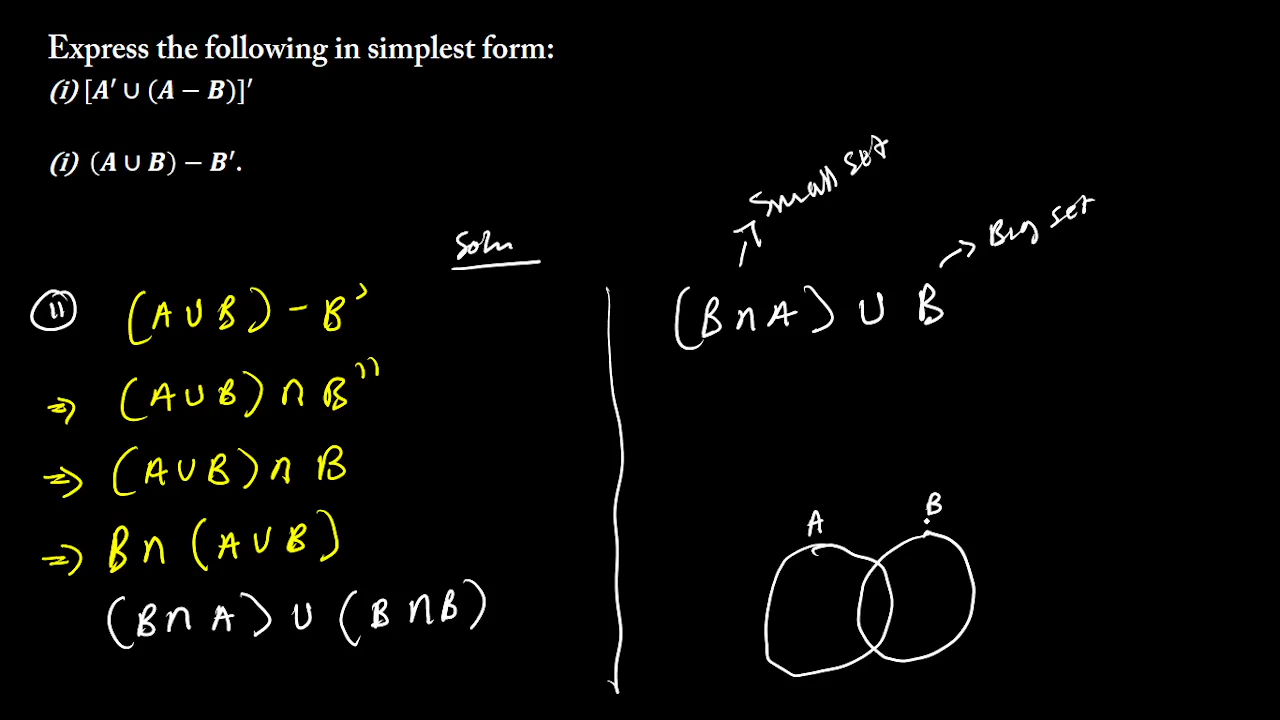 Express the following in simplest form:
(i) [A′ ∪ (A − B)]′
(i) (A ∪ B) − B′.
Soln
(ii) (A ∪ B) − B'
⇒ (A ∪ B) ∩ B''
⇒ (A ∪ B) ∩ B
⇒ B ∩ (A ∪ B)
(B ∩ A) ∪ (B ∩ B)
Small set
Big set
(B ∩ A) ∪ B
A B